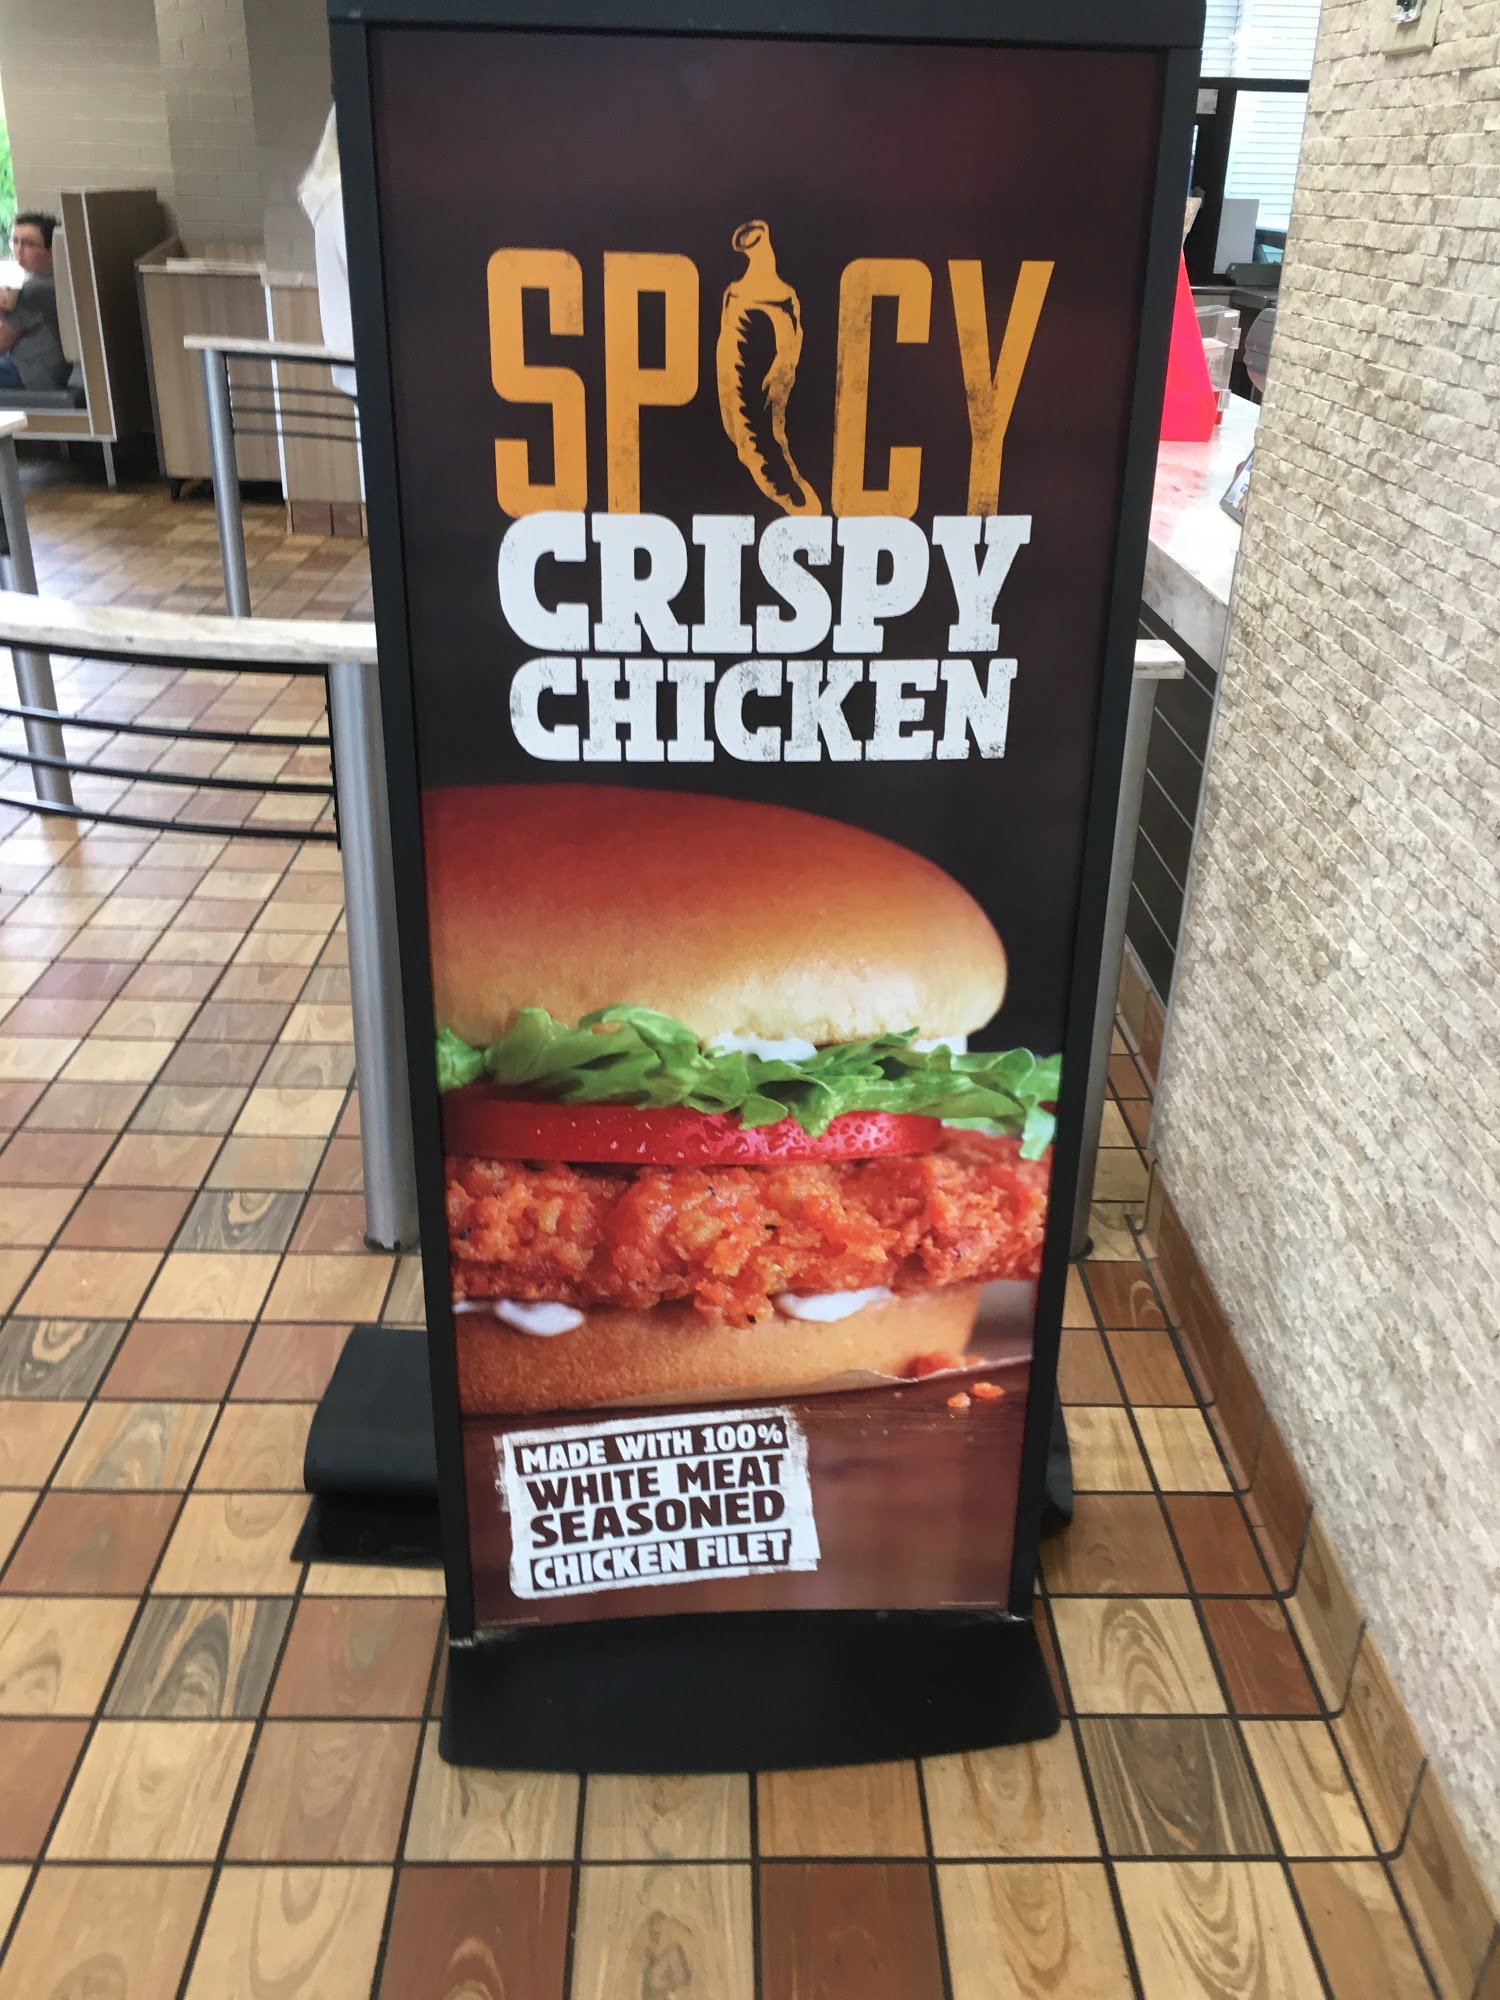 SPICY
CRISPY
CHICKEN
MADE WITH 100%
WHITE MEAT
SEASONED
CHICKEN FILET